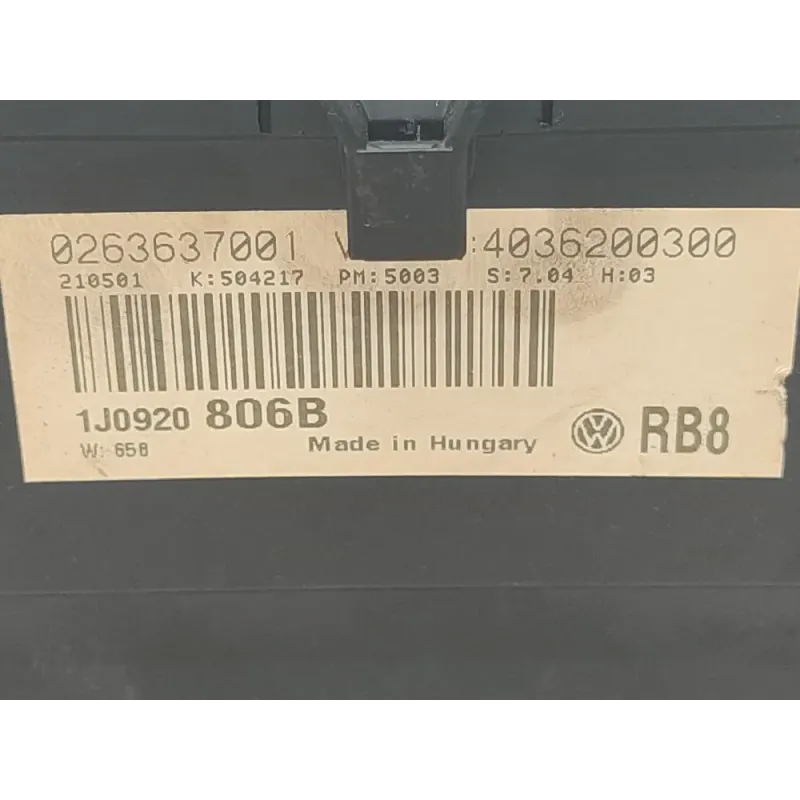 0263637001 V :4036200300
210501 K:504217 PM:5003 S:7.04 H:03
1J0920 806B
W: 658
Made in Hungary
RB8